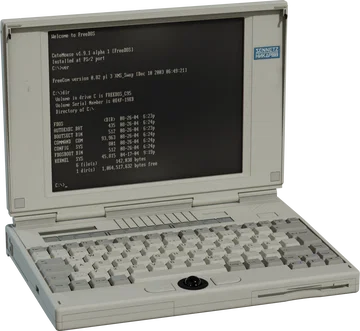 Welcome to FreeDOS
CuteMouse v1.9.1 alpha 1 [FreeDOS]
Installed at PS/2 port
C:\>ver
FreeCom version 0.82 pl 3 XMS_Swap [Dec 10 2003 06:49:21]
C:\>dir
Volume in drive C is FREEDOS_C95
Volume Serial Number is 0E4F-19EB
Directory of C:\
FDOS <DIR> 08-26-04 6:23p
AUTOEXEC BAT 435 08-26-04 6:24p
BOOTSECT BIN 512 08-26-04 6:23p
COMMAND COM 93,963 08-26-04 6:24p
CONFIG SYS 801 08-26-04 6:24p
FDOSBOOT BIN 512 08-26-04 6:24p
KERNEL SYS 45,815 04-17-04 9:19p
6 file(s) 142,038 bytes
1 dir(s) 1,064,517,632 bytes free
C:\>_